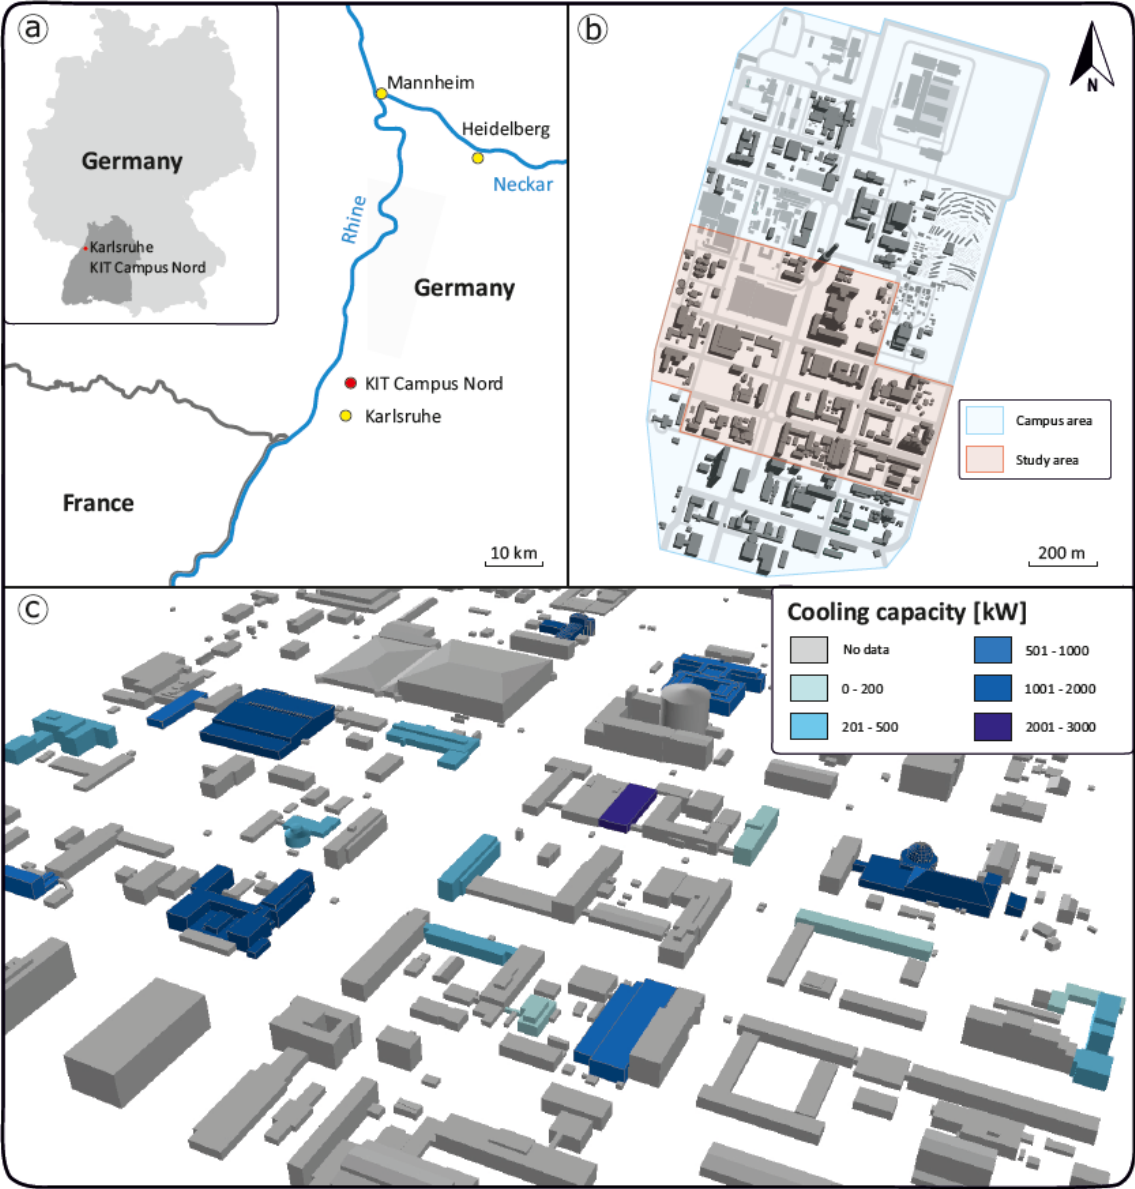 a
Germany
Karlsruhe
KIT Campus Nord
Mannheim
Heidelberg
Neckar
Rhine
Germany
KIT Campus Nord
Karlsruhe
France
10 km
b
N
Campus area
Study area
200 m
c
Cooling capacity [kW]
No data
0 - 200
201 - 500
501 - 1000
1001 - 2000
2001 - 3000